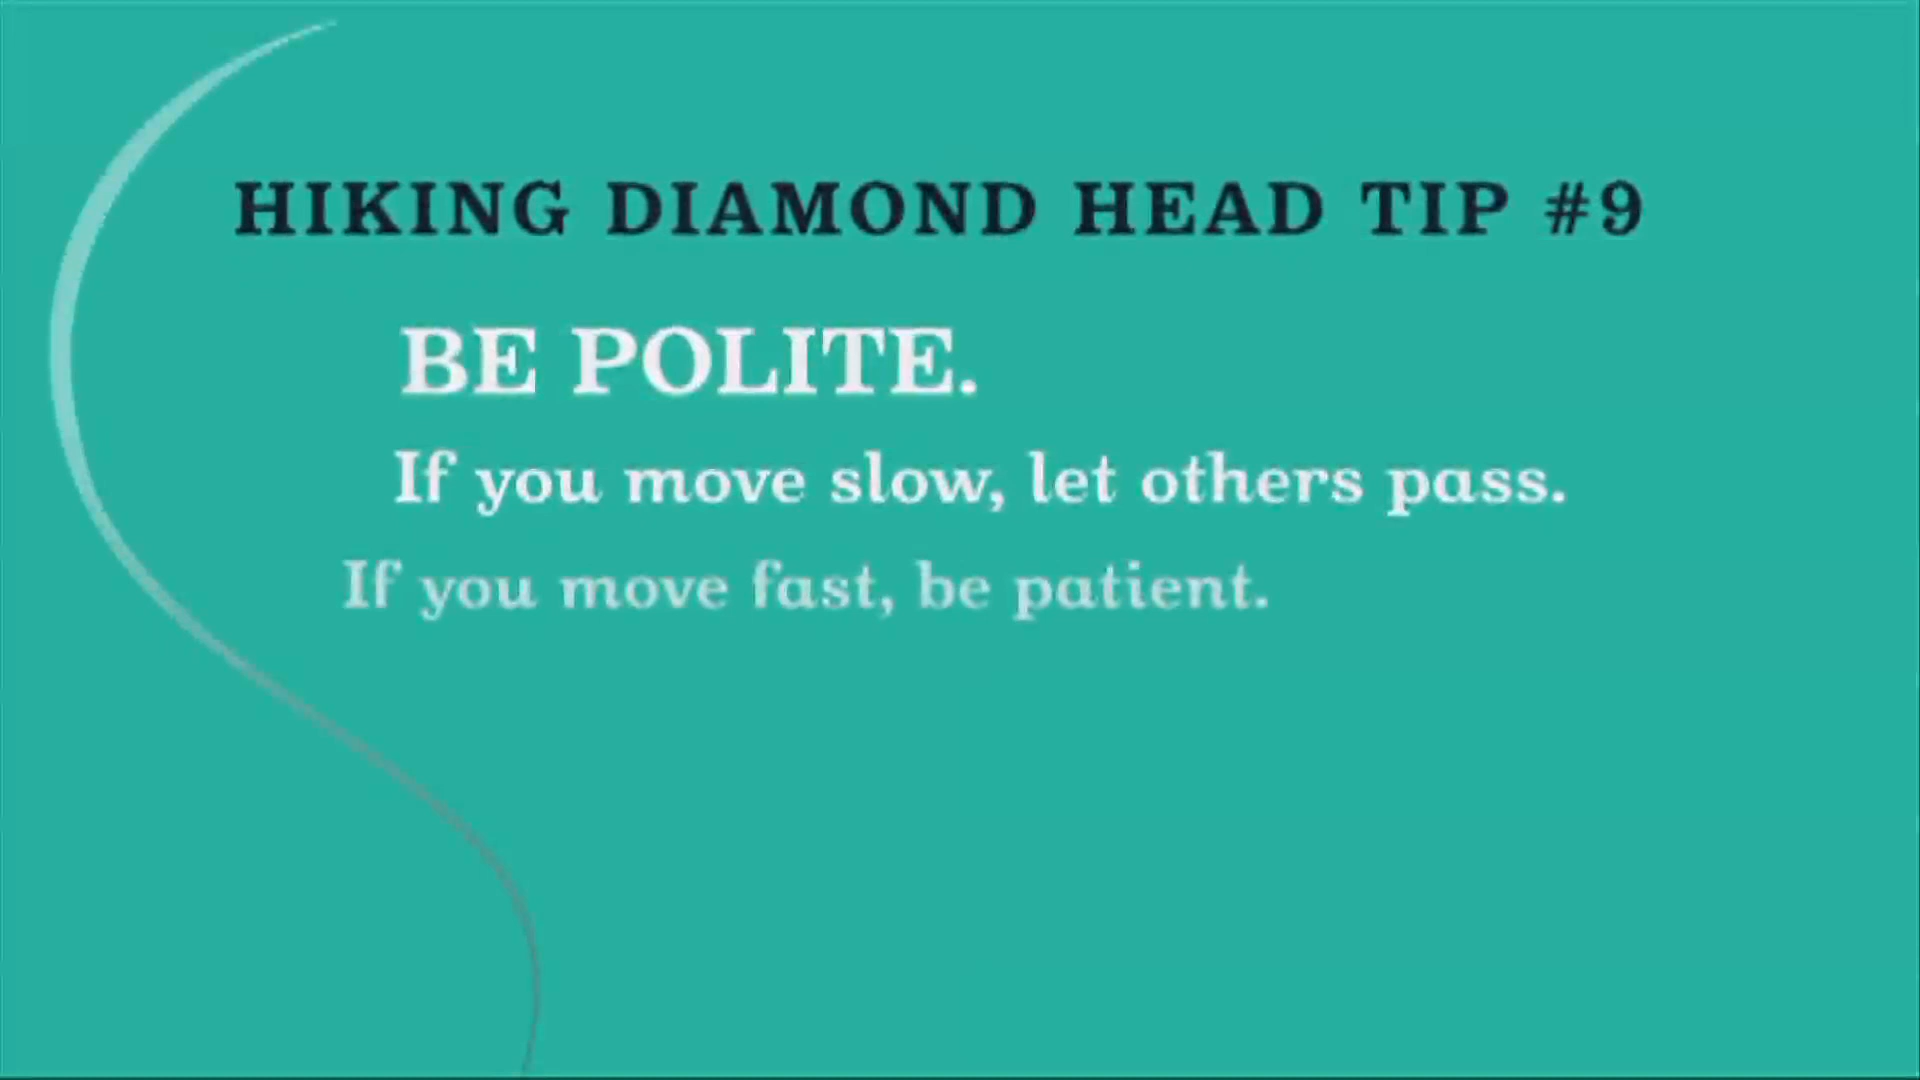 HIKING DIAMOND HEAD TIP #9
BE POLITE.
If you move slow, let others pass.
If you move fast, be patient.